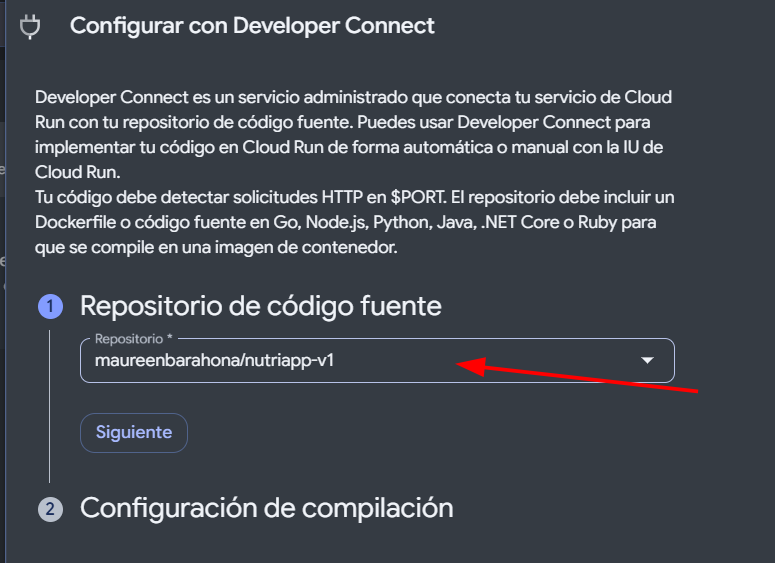 Configurar con Developer Connect
Developer Connect es un servicio administrado que conecta tu servicio de Cloud
Run con tu repositorio de código fuente. Puedes usar Developer Connect para
implementar tu código en Cloud Run de forma automática o manual con la IU de
Cloud Run.
Tu código debe detectar solicitudes HTTP en $PORT. El repositorio debe incluir un
Dockerfile o código fuente en Go, Node.js, Python, Java, .NET Core o Ruby para
que se compile en una imagen de contenedor.
1 Repositorio de código fuente
Repositorio *
maureenbarahona/nutriapp-v1
Siguiente
2 Configuración de compilación